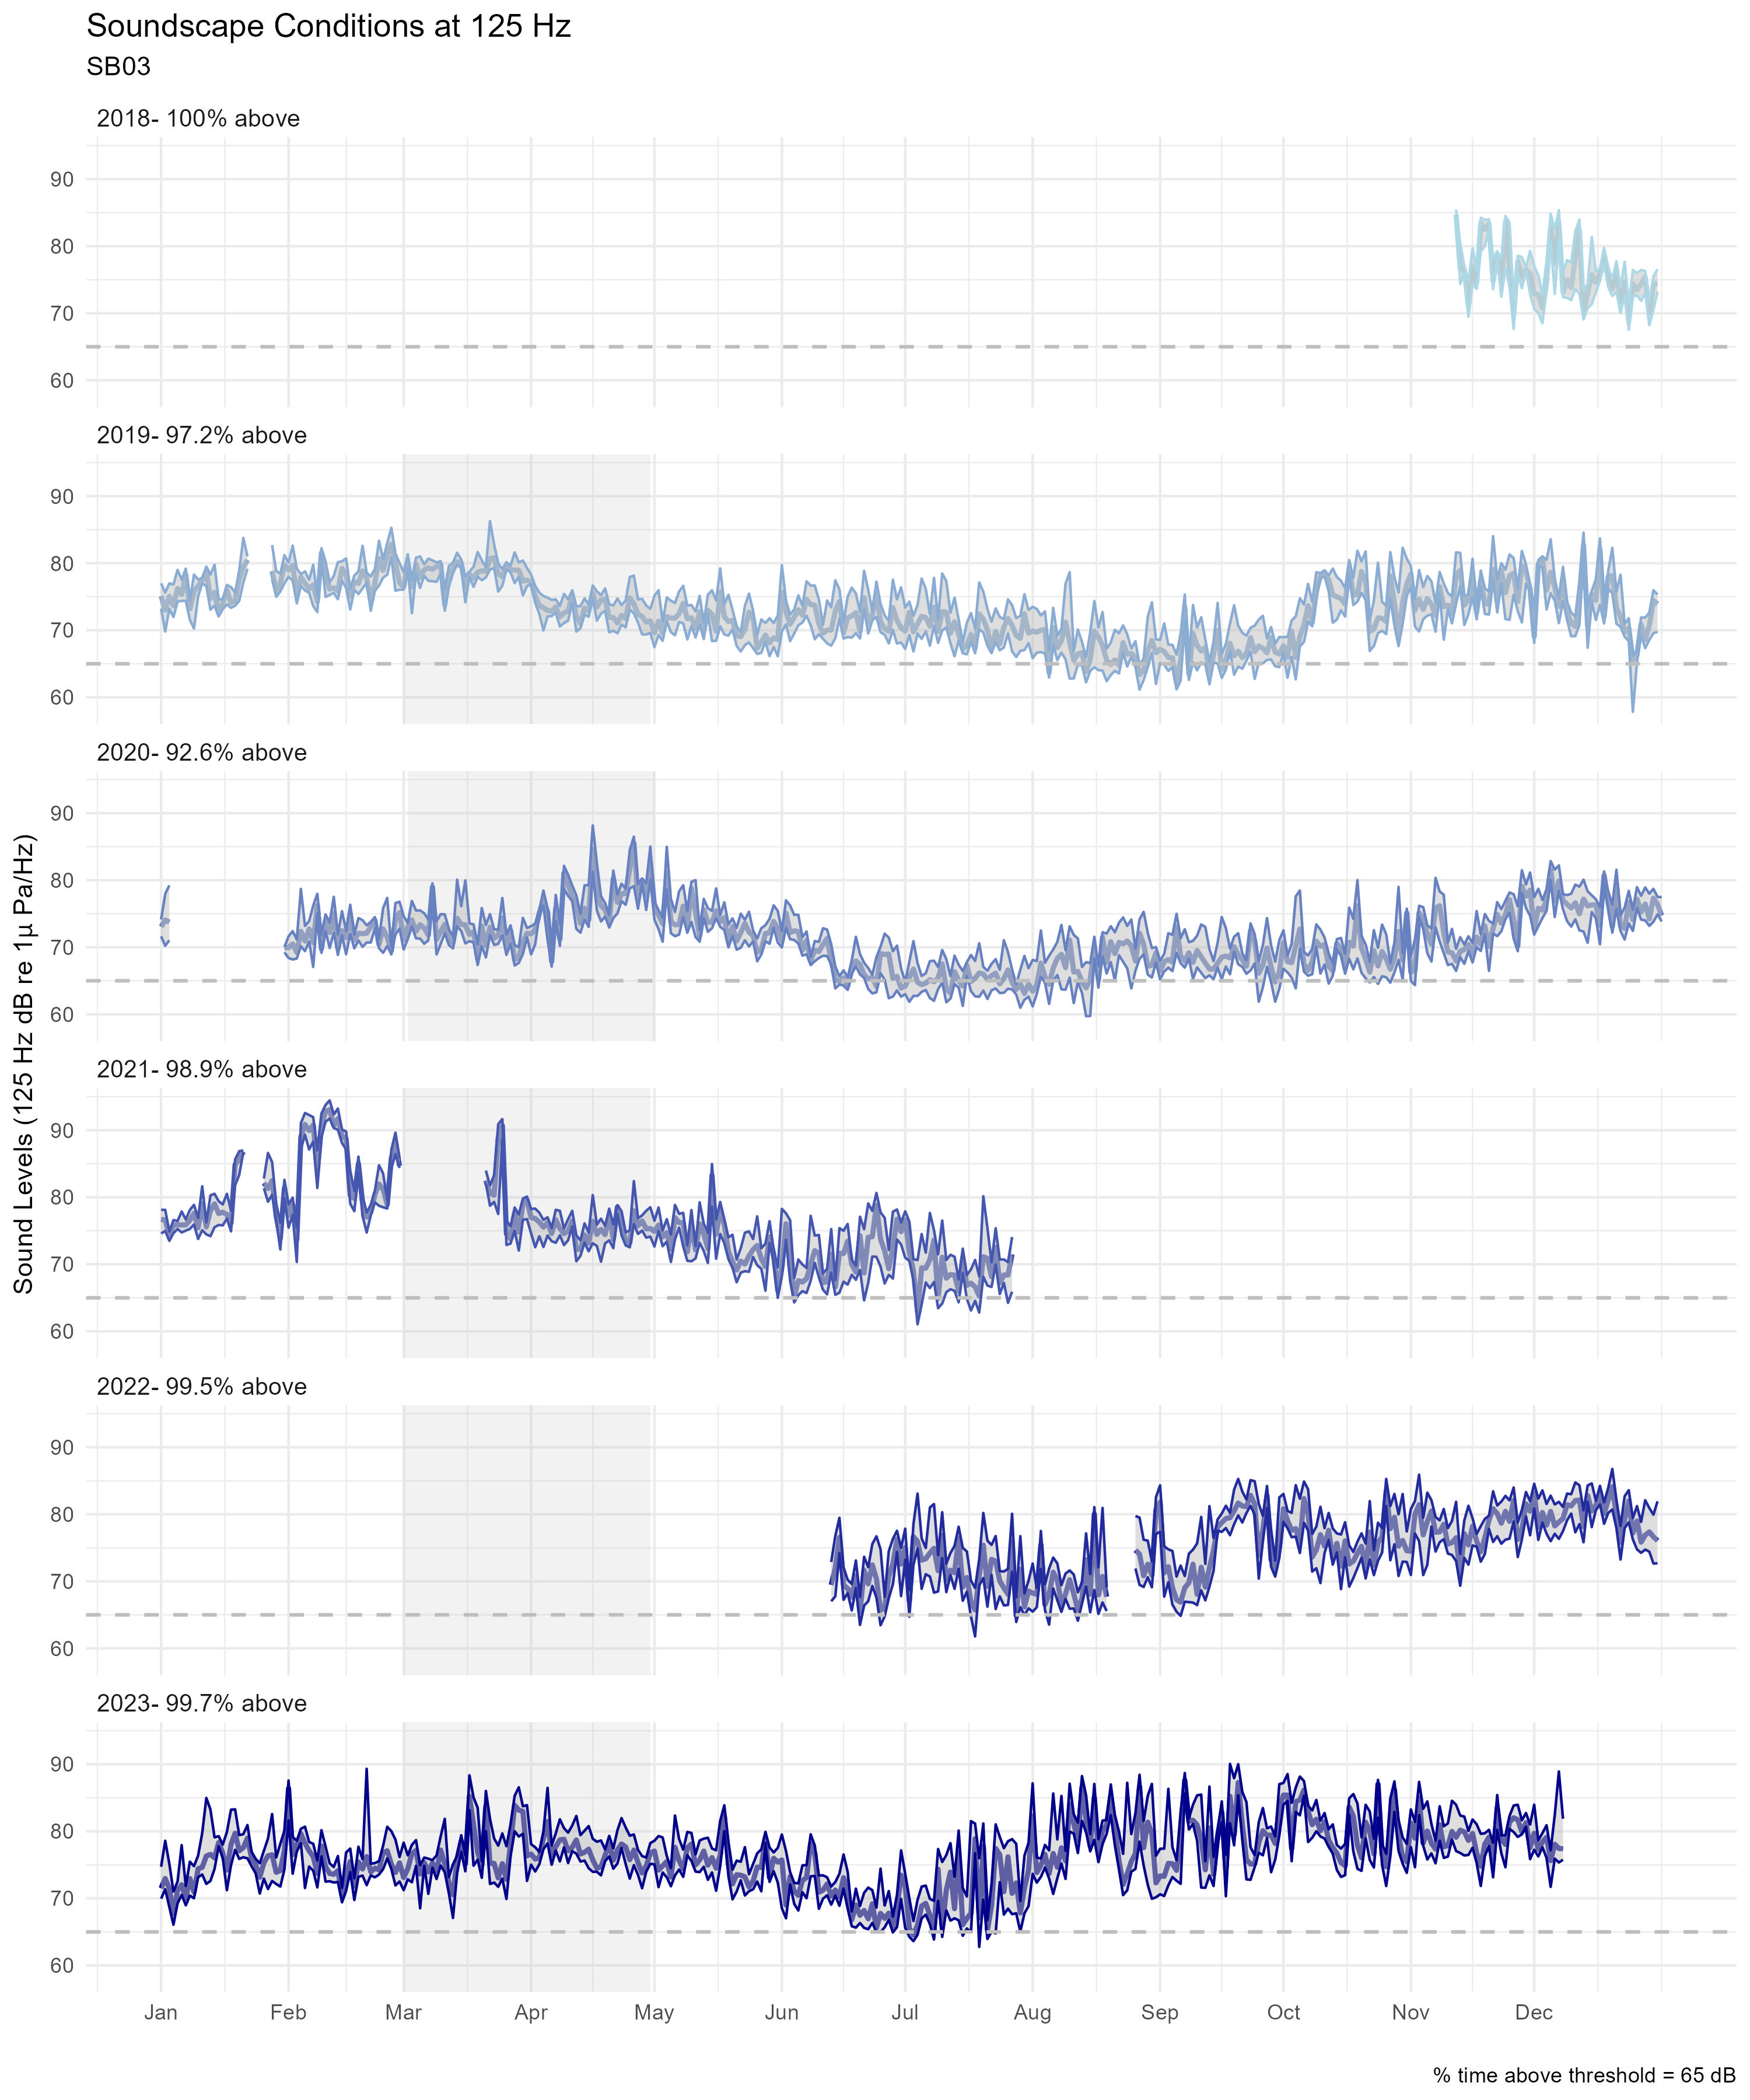 Soundscape Conditions at 125 Hz
SB03
2018- 100% above
90
80
70
60
2019- 97.2% above
90
80
70
60
2020- 92.6% above
90
80
70
60
2021- 98.9% above
90
80
70
60
2022- 99.5% above
90
80
70
60
2023- 99.7% above
90
80
70
60
Sound Levels (125 Hz dB re 1µ Pa/Hz)
Jan Feb Mar Apr May Jun Jul Aug Sep Oct Nov Dec
% time above threshold = 65 dB